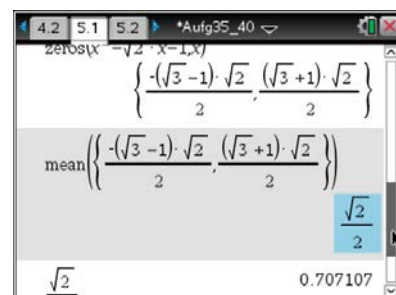 4.2 5.1 5.2 *Aufg35_40
zeros(x²-√2·x-1,x)
{-(√3-1)·√2/2, (√3+1)·√2/2}
mean({-(√3-1)·√2/2, (√3+1)·√2/2})
√2/2
√2 0.707107